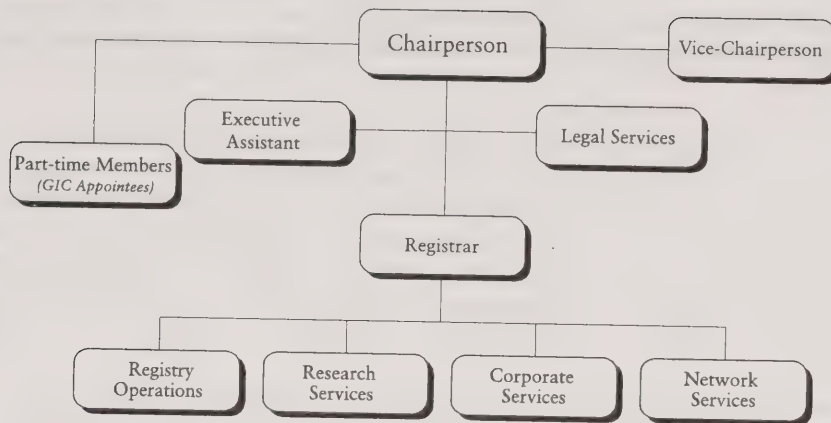 Chairperson
Vice-Chairperson
Executive
Assistant
Legal Services
Part-time Members
(GIC Appointees)
Registrar
Registry
Operations
Research
Services
Corporate
Services
Network
Services